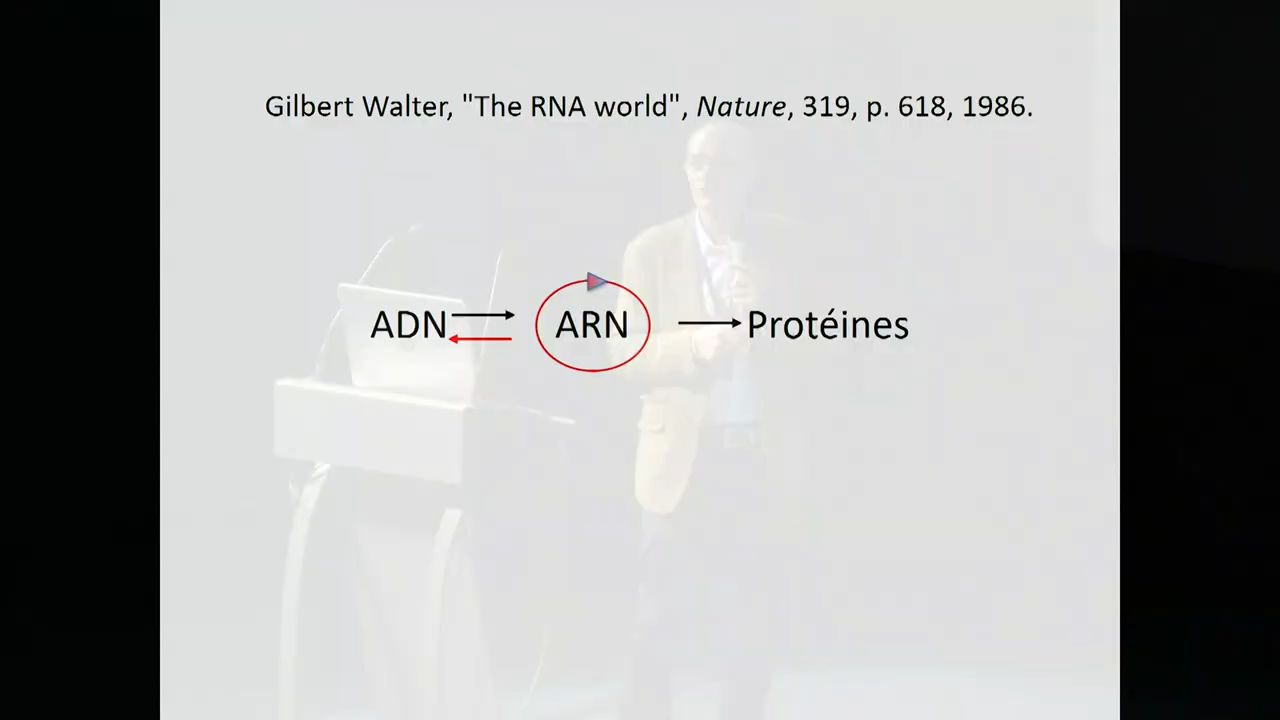 Gilbert Walter, "The RNA world", Nature, 319, p. 618, 1986.
ADN ARN Protéines